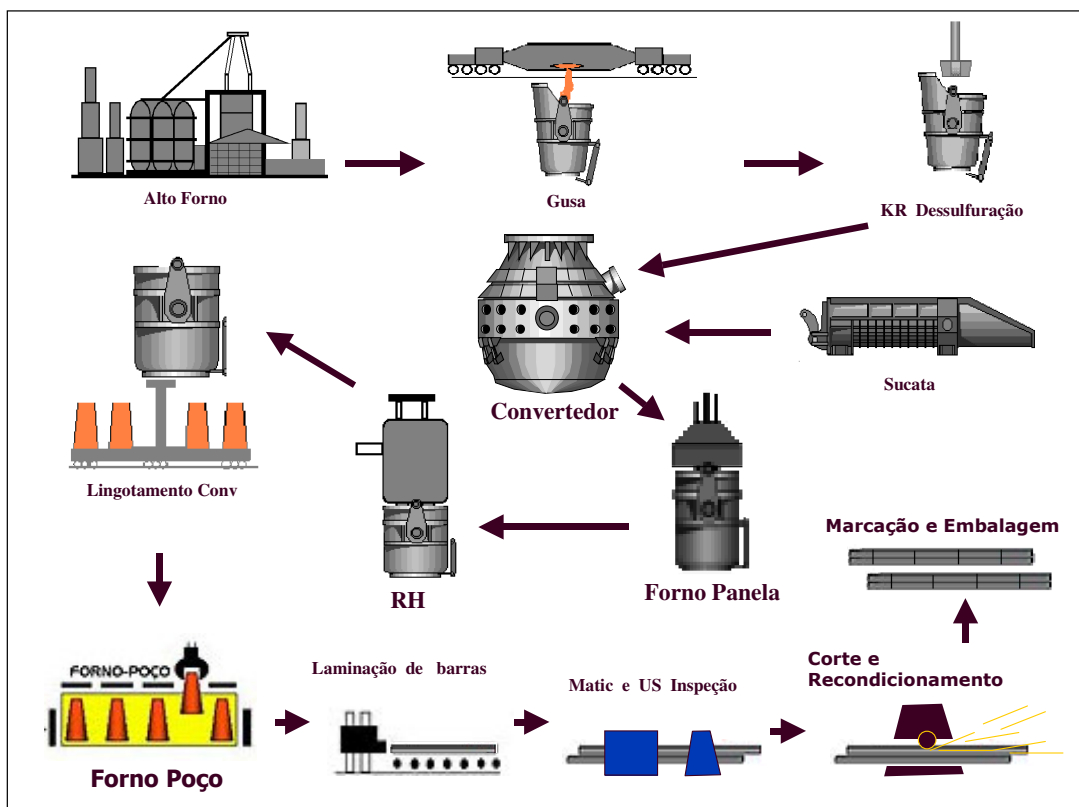 Alto Forno
Gusa
KR Dessulfuração
Convertedor
Sucata
Lingotamento Conv
RH
Forno Panela
Marcação e Embalagem
FORNO-POÇO
Forno Poço
Laminação de barras
Matic e US Inspeção
Corte e
Recondicionamento